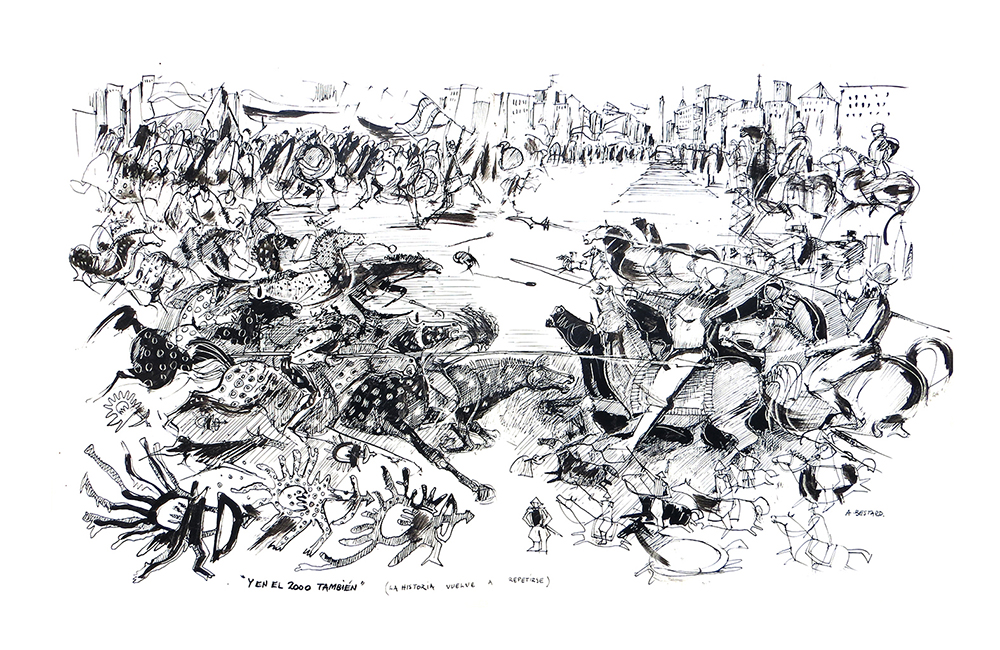 "Y EN EL 2000 TAMBIÉN" (LA HISTORIA VUELVE A REPETIRSE)
A. BESTARD.